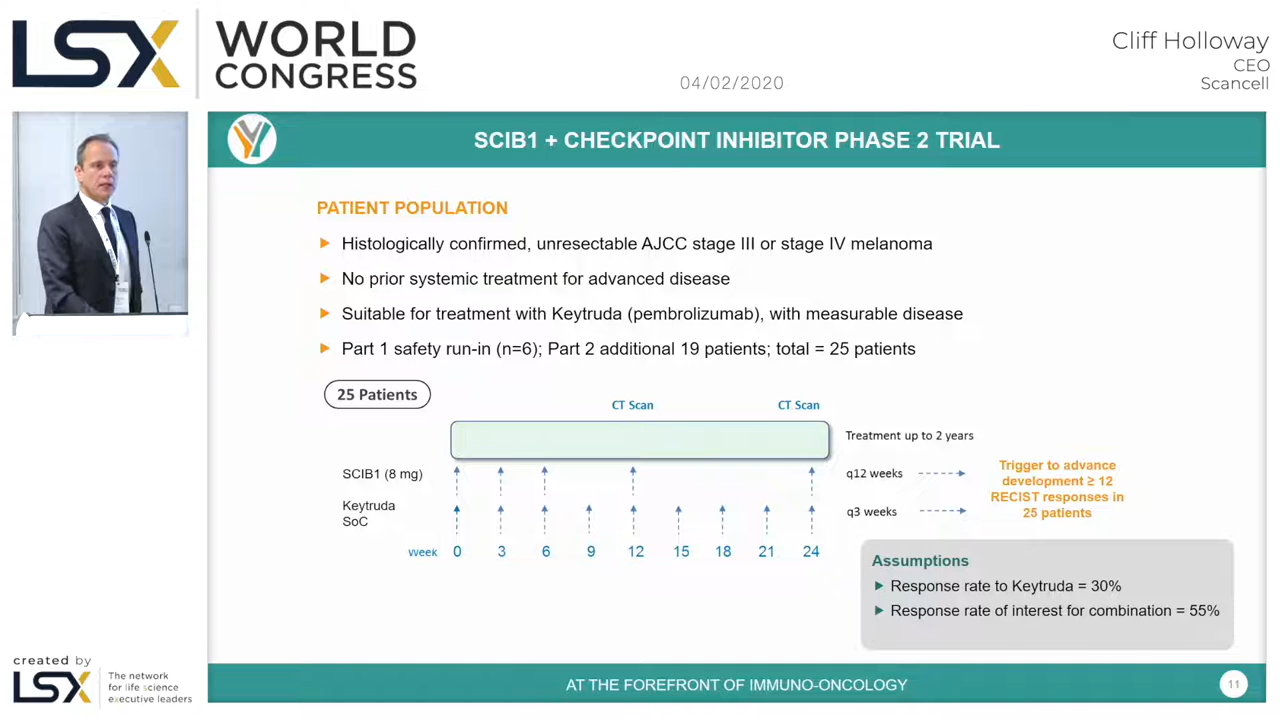 LSX
WORLD
CONGRESS
04/02/2020
Cliff Holloway
CEO
Scancell
SCIB1 + CHECKPOINT INHIBITOR PHASE 2 TRIAL
PATIENT POPULATION
Histologically confirmed, unresectable AJCC stage III or stage IV melanoma
No prior systemic treatment for advanced disease
Suitable for treatment with Keytruda (pembrolizumab), with measurable disease
Part 1 safety run-in (n=6); Part 2 additional 19 patients; total = 25 patients
25 Patients
CT Scan CT Scan
Treatment up to 2 years
SCIB1 (8 mg)
q12 weeks
Keytruda
SoC
q3 weeks
Week 0 3 6 9 12 15 18 21 24
Trigger to advance
development ≥ 12
RECIST responses in
25 patients
Assumptions
Response rate to Keytruda = 30%
Response rate of interest for combination = 55%
created by
LSX
The network
for life science
executive leaders
AT THE FOREFRONT OF IMMUNO-ONCOLOGY
11